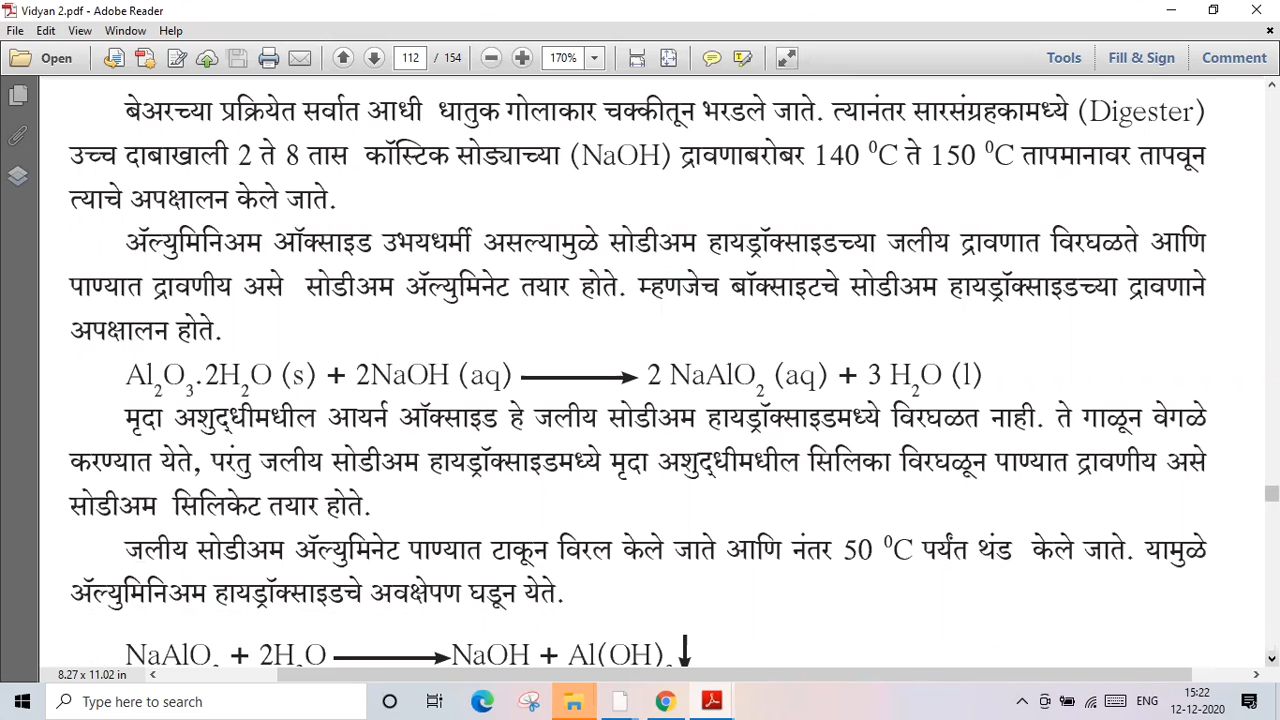 Vidyan 2.pdf - Adobe Reader
File Edit View Window Help
Open 112 / 154 170% Tools Fill & Sign Comment
बेअरच्या प्रक्रियेत सर्वात आधी धातुक गोलाकार चक्कीतून भरडले जाते. त्यानंतर सारसंग्रहकामध्ये (Digester)
उच्च दाबाखाली 2 ते 8 तास कॉस्टिक सोड्याच्या (NaOH) द्रावणाबरोबर 140 ⁰C ते 150 ⁰C तापमानावर तापवून
त्याचे अपक्षालन केले जाते.
ॲल्युमिनिअम ऑक्साइड उभयधर्मी असल्यामुळे सोडीअम हायड्रॉक्साइडच्या जलीय द्रावणात विरघळते आणि
पाण्यात द्रावणीय असे सोडीअम ॲल्युमिनेट तयार होते. म्हणजेच बॉक्साइटचे सोडीअम हायड्रॉक्साइडच्या द्रावणाने
अपक्षालन होते.
Al₂O₃.2H₂O (s) + 2NaOH (aq) ⟶ 2 NaAlO₂ (aq) + 3 H₂O (l)
मृदा अशुद्धीमधील आयर्न ऑक्साइड हे जलीय सोडीअम हायड्रॉक्साइडमध्ये विरघळत नाही. ते गाळून वेगळे
करण्यात येते, परंतु जलीय सोडीअम हायड्रॉक्साइडमध्ये मृदा अशुद्धीमधील सिलिका विरघळून पाण्यात द्रावणीय असे
सोडीअम सिलिकेट तयार होते.
जलीय सोडीअम ॲल्युमिनेट पाण्यात टाकून विरल केले जाते आणि नंतर 50 ⁰C पर्यंत थंड केले जाते. यामुळे
ॲल्युमिनिअम हायड्रॉक्साइडचे अवक्षेपण घडून येते.
NaAlO₂ + 2H₂O ⟶ NaOH + Al(OH)₃ ↓
8.27 x 11.02 in
Type here to search ENG 15:22
12-12-2020